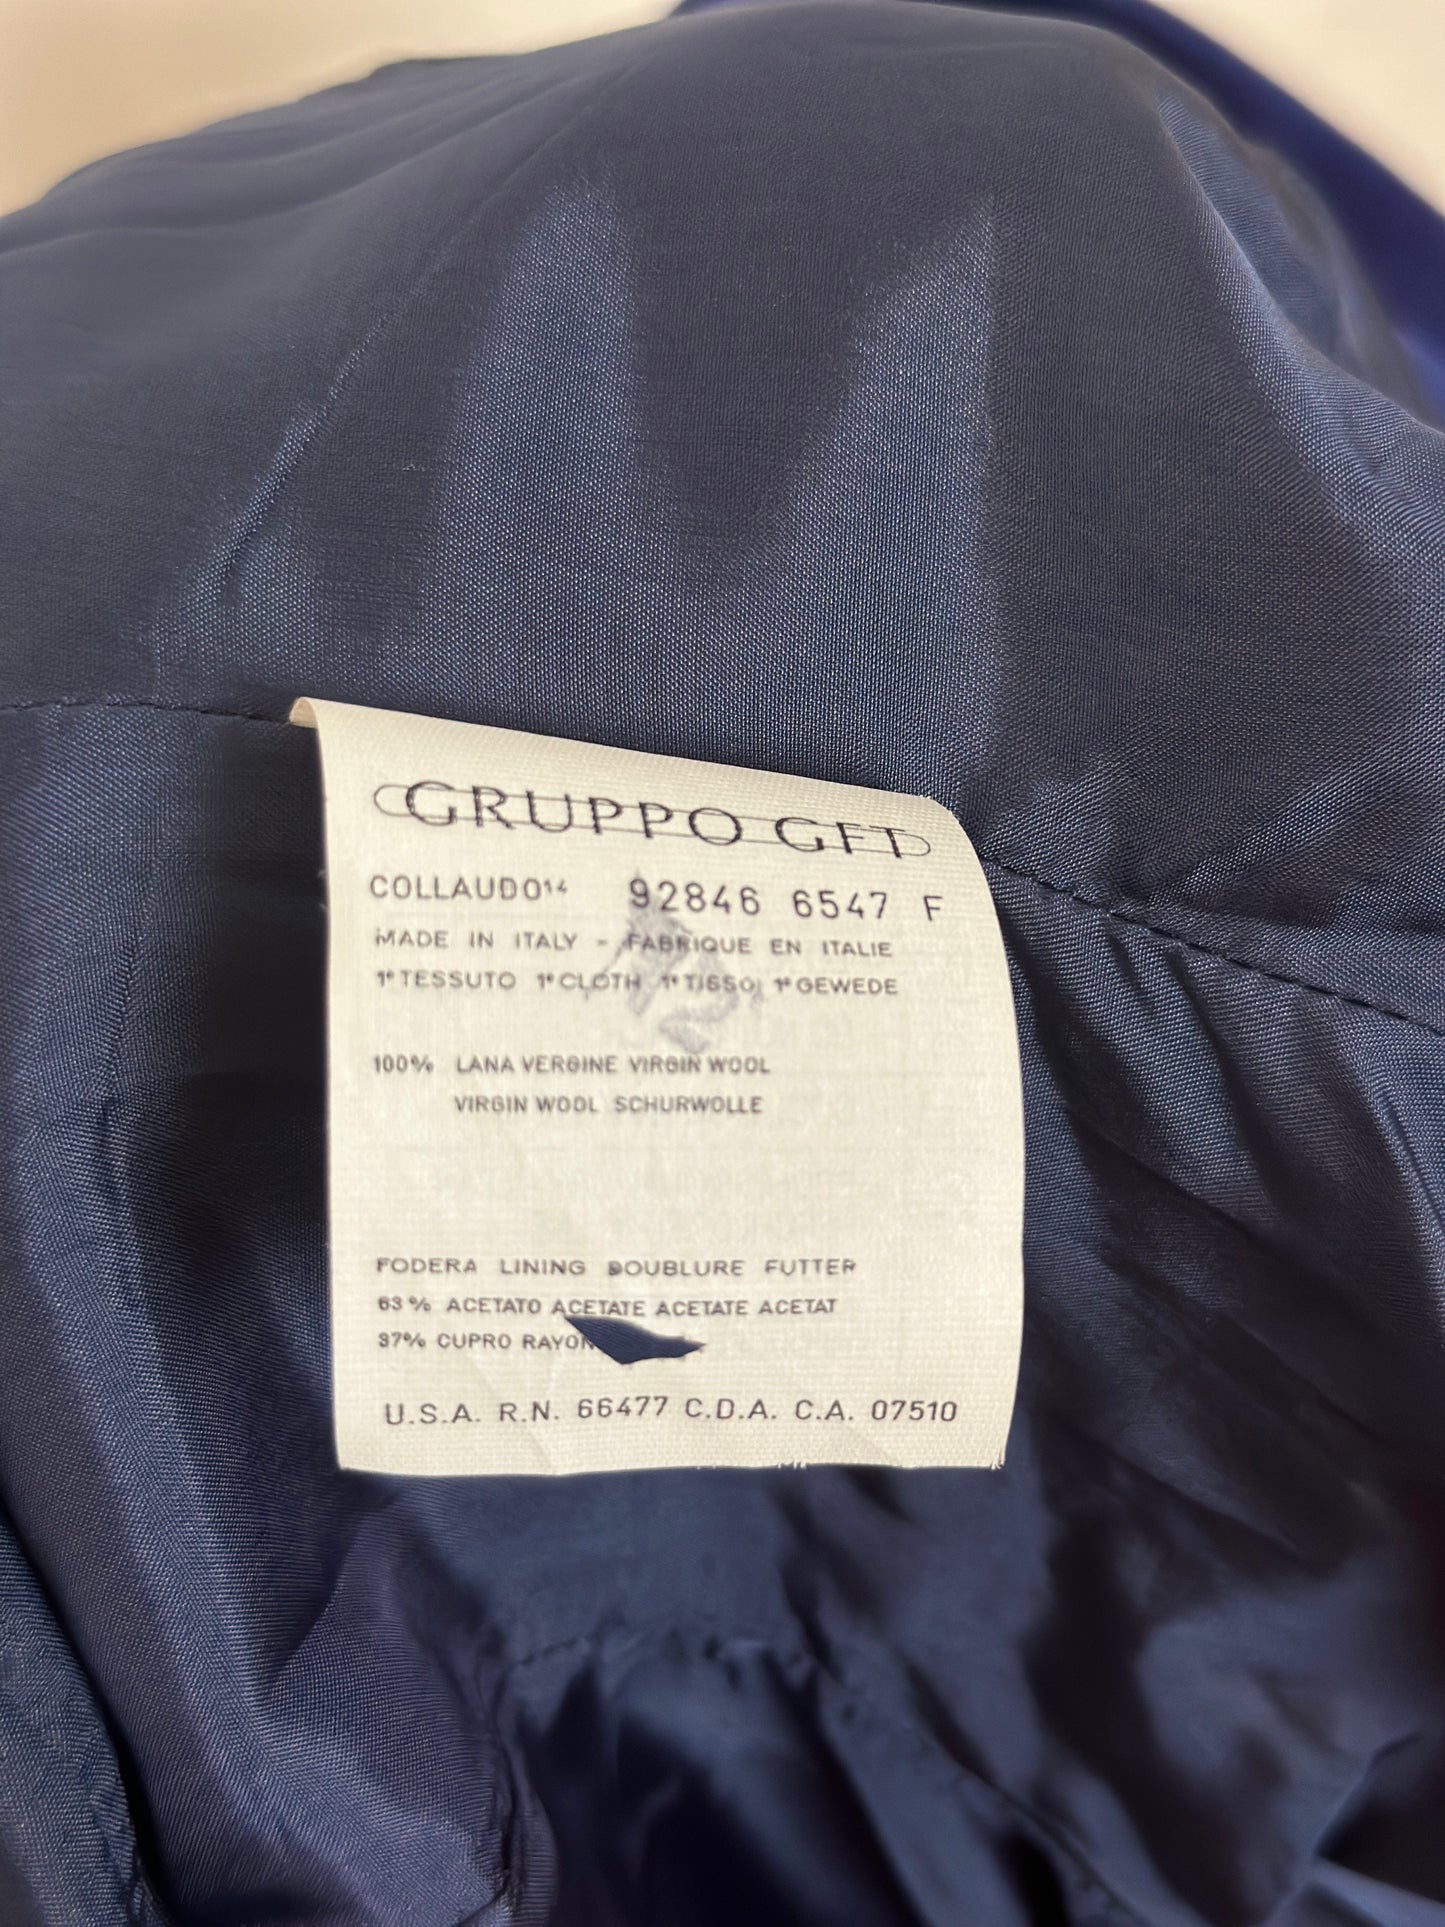 GRUPPO GFT
COLLAUDO¹⁴ 92846 6547 F
MADE IN ITALY - FABRIQUE EN ITALIE
1° TESSUTO 1° CLOTH 1° TISSO 1° GEWEDE
100% LANA VERGINE VIRGIN WOOL
VIRGIN WOOL SCHURWOLLE
FODERA LINING DOUBLURE FUTTER
63% ACETATO ACETATE ACETATE ACETAT
37% CUPRO RAYON
U.S.A. R.N. 66477 C.D.A. C.A. 07510